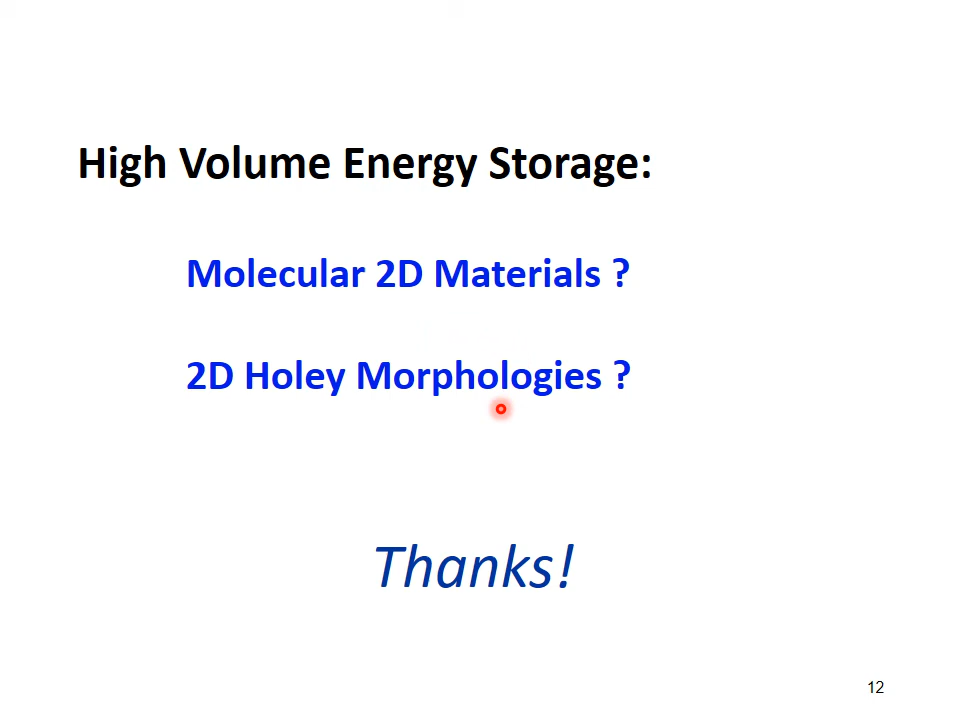 High Volume Energy Storage:
Molecular 2D Materials ?
2D Holey Morphologies ?
Thanks!
12